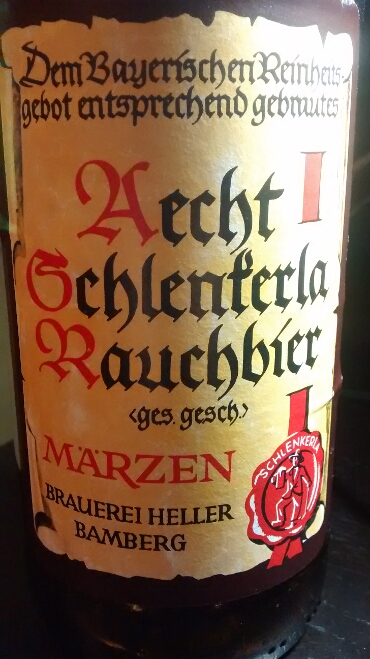 Dem Bayerischen Reinheits-
gebot entsprechend gebrautes
Aecht
Schlenkerla
Rauchbier
<ges. gesch.>
MÄRZEN
SCHLENKERLA
BRAUEREI HELLER
BAMBERG